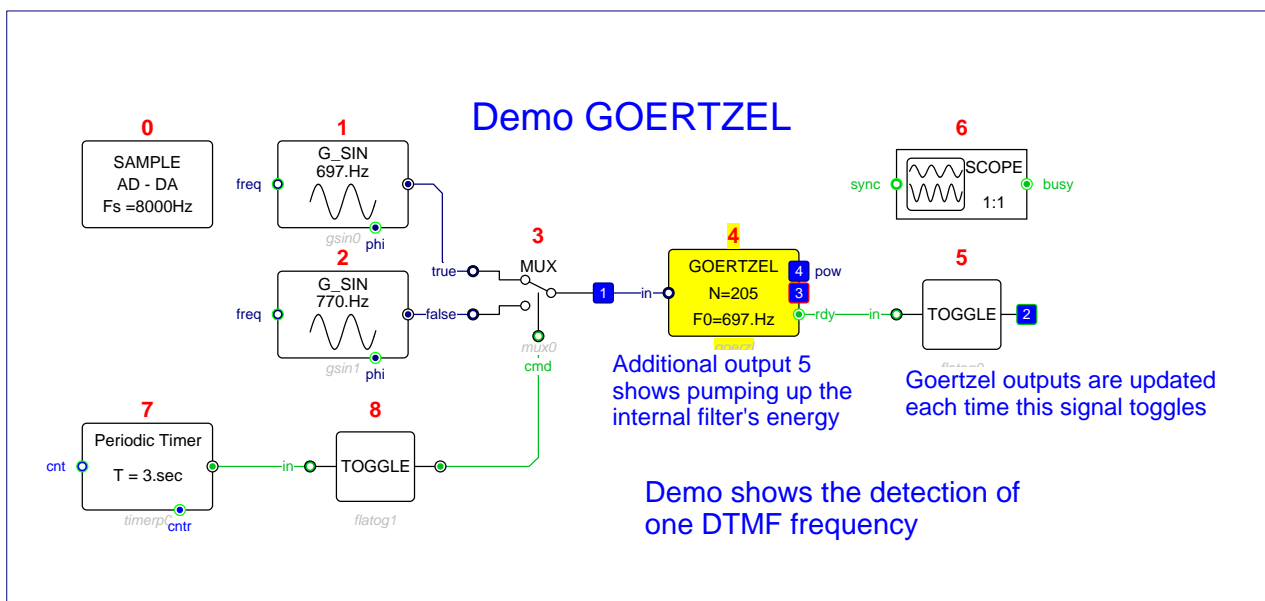 Demo GOERTZEL
0
SAMPLE
AD - DA
Fs =8000Hz
1
G_SIN
697.Hz
freq
gsin0
phi
2
G_SIN
770.Hz
freq
gsin1
phi
3
MUX
true
false
mux0
cmd
1
in
4
GOERTZEL
N=205
F0=697.Hz
4
pow
3
rdy
Additional output 5
shows pumping up the
internal filter's energy
5
in
TOGGLE
2
Goertzel outputs are updated
each time this signal toggles
6
sync
SCOPE
1:1
busy
7
Periodic Timer
T = 3.sec
cnt
cntr
8
in
TOGGLE
flatog1
Demo shows the detection of
one DTMF frequency